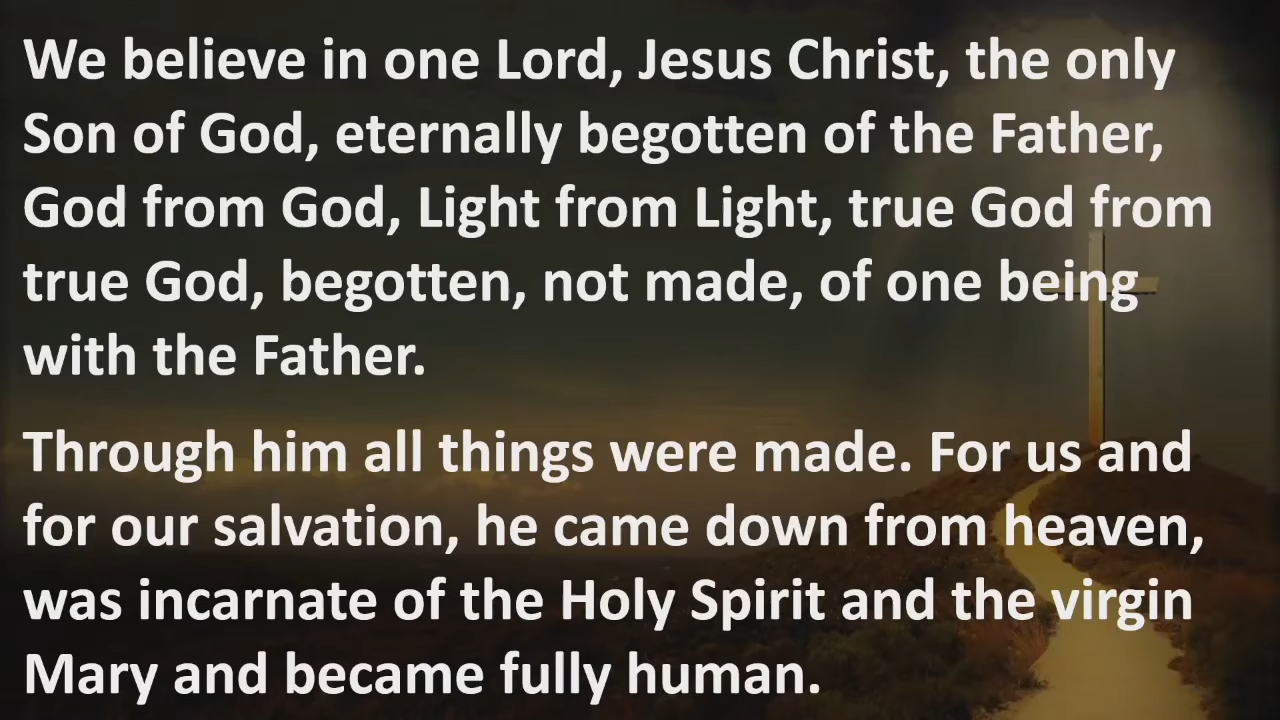 We believe in one Lord, Jesus Christ, the only
Son of God, eternally begotten of the Father,
God from God, Light from Light, true God from
true God, begotten, not made, of one being
with the Father.
Through him all things were made. For us and
for our salvation, he came down from heaven,
was incarnate of the Holy Spirit and the virgin
Mary and became fully human.